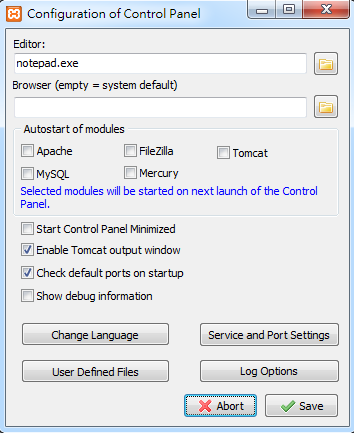 Configuration of Control Panel
Editor:
notepad.exe
Browser (empty = system default)
Autostart of modules
Apache
FileZilla
Tomcat
MySQL
Mercury
Selected modules will be started on next launch of the Control
Panel.
Start Control Panel Minimized
Enable Tomcat output window
Check default ports on startup
Show debug information
Change Language
Service and Port Settings
User Defined Files
Log Options
Abort
Save